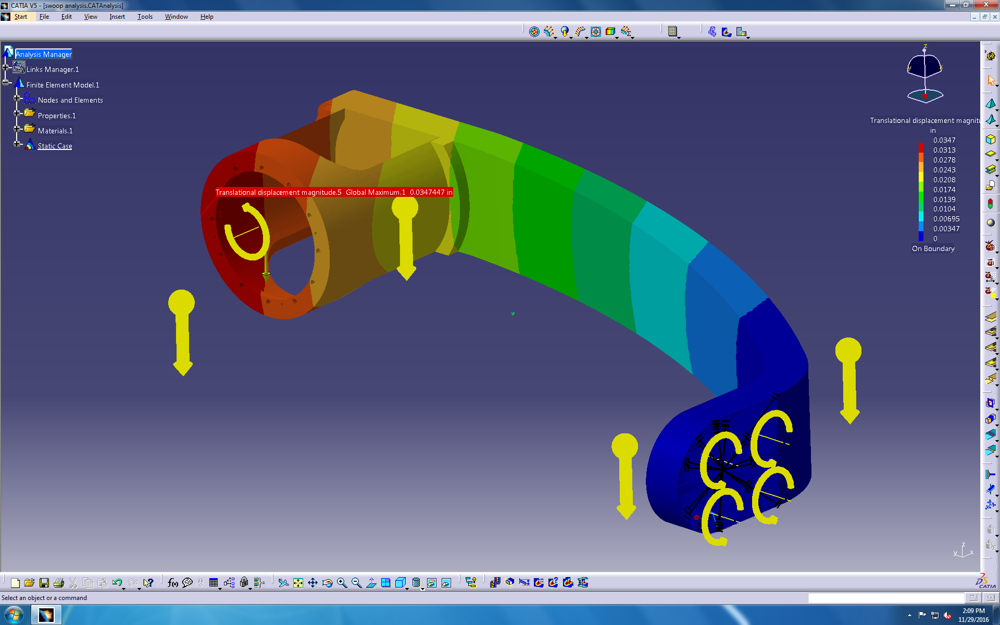 CATIA V5 - [swoop analysis.CATAnalysis]
Start File Edit View Insert Tools Window Help
Analysis Manager
Links Manager.1
Finite Element Model.1
Nodes and Elements
Properties.1
Materials.1
Static Case
z
y x
Translational displacement magnitu
in
0.0347
0.0313
0.0278
0.0243
0.0208
0.0174
0.0139
0.0104
0.00695
0.00347
0
On Boundary
Translational displacement magnitude.5 Global Maximum.1 0.0347447 in
z
y x
f(x)
DS
CATIA
Select an object or a command
2:09 PM
11/29/2016